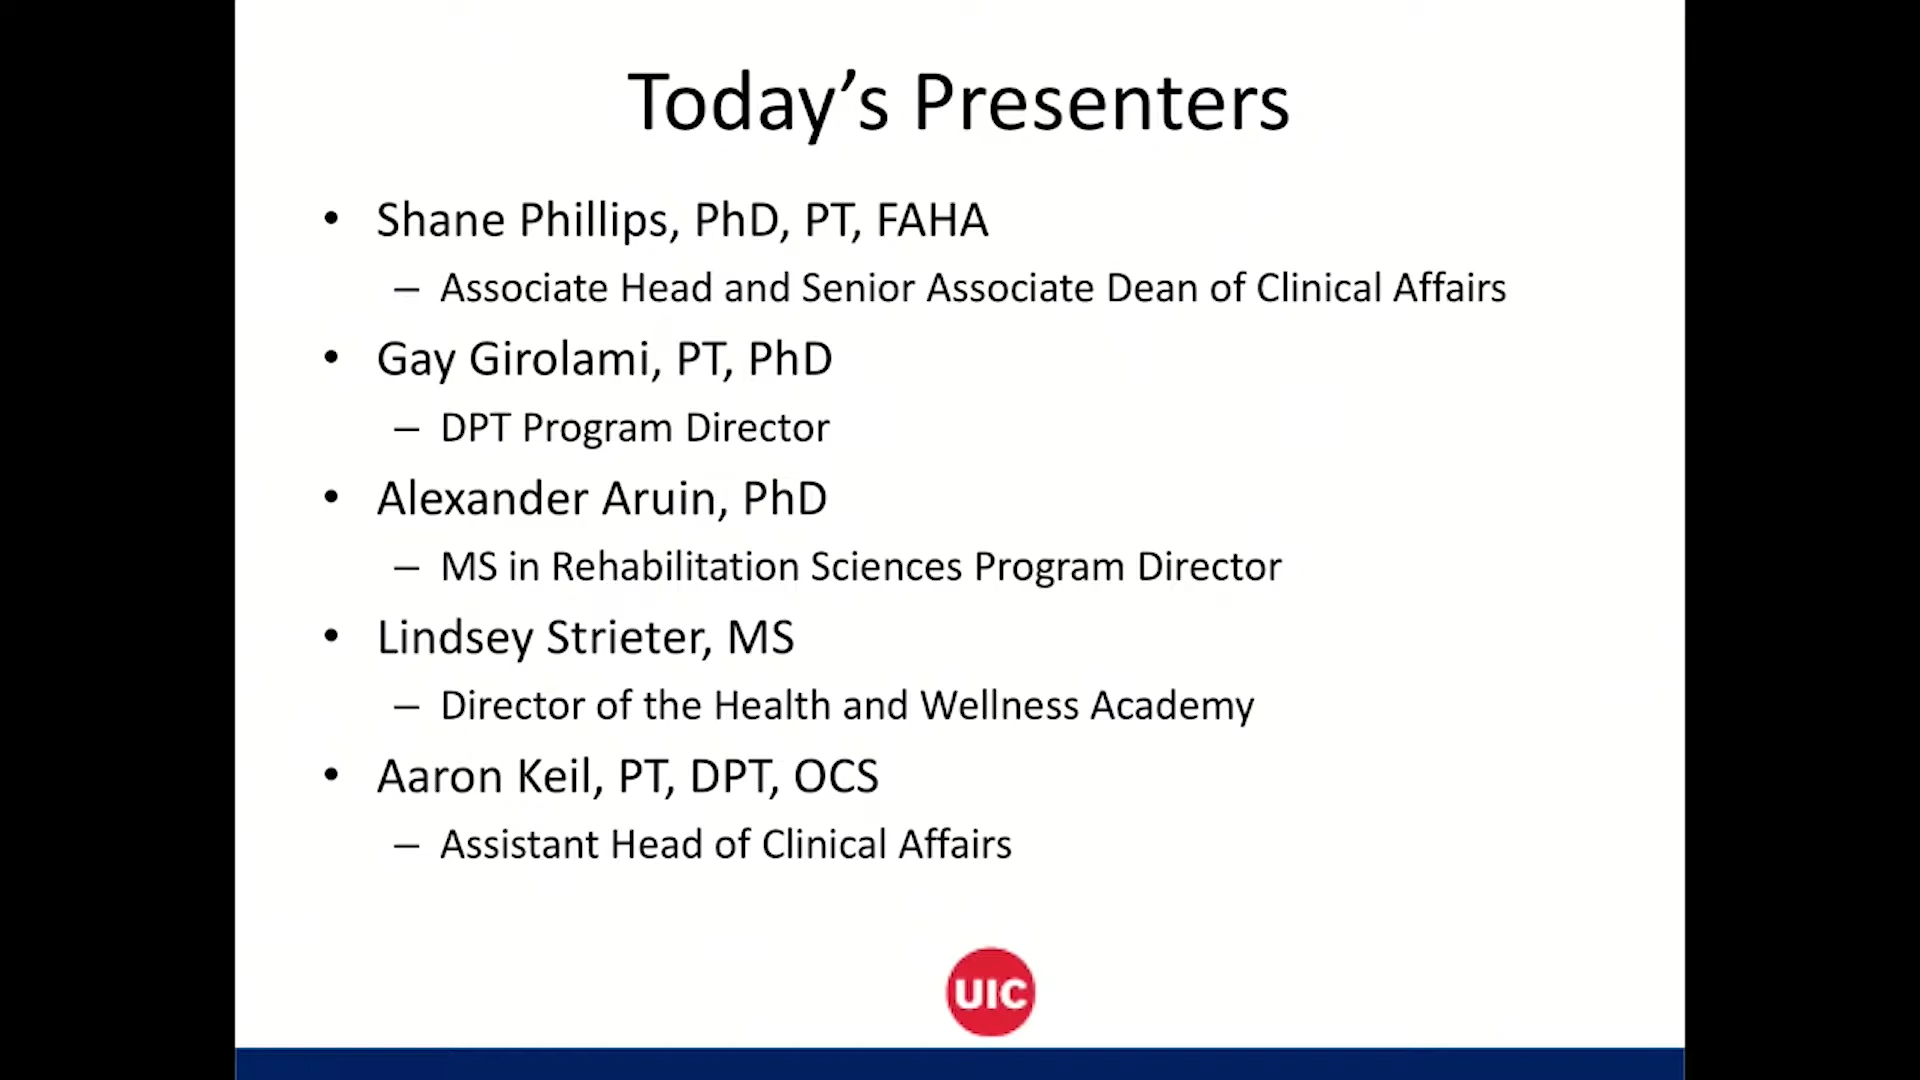 Today’s Presenters
• Shane Phillips, PhD, PT, FAHA
– Associate Head and Senior Associate Dean of Clinical Affairs
• Gay Girolami, PT, PhD
– DPT Program Director
• Alexander Aruin, PhD
– MS in Rehabilitation Sciences Program Director
• Lindsey Strieter, MS
– Director of the Health and Wellness Academy
• Aaron Keil, PT, DPT, OCS
– Assistant Head of Clinical Affairs
UIC